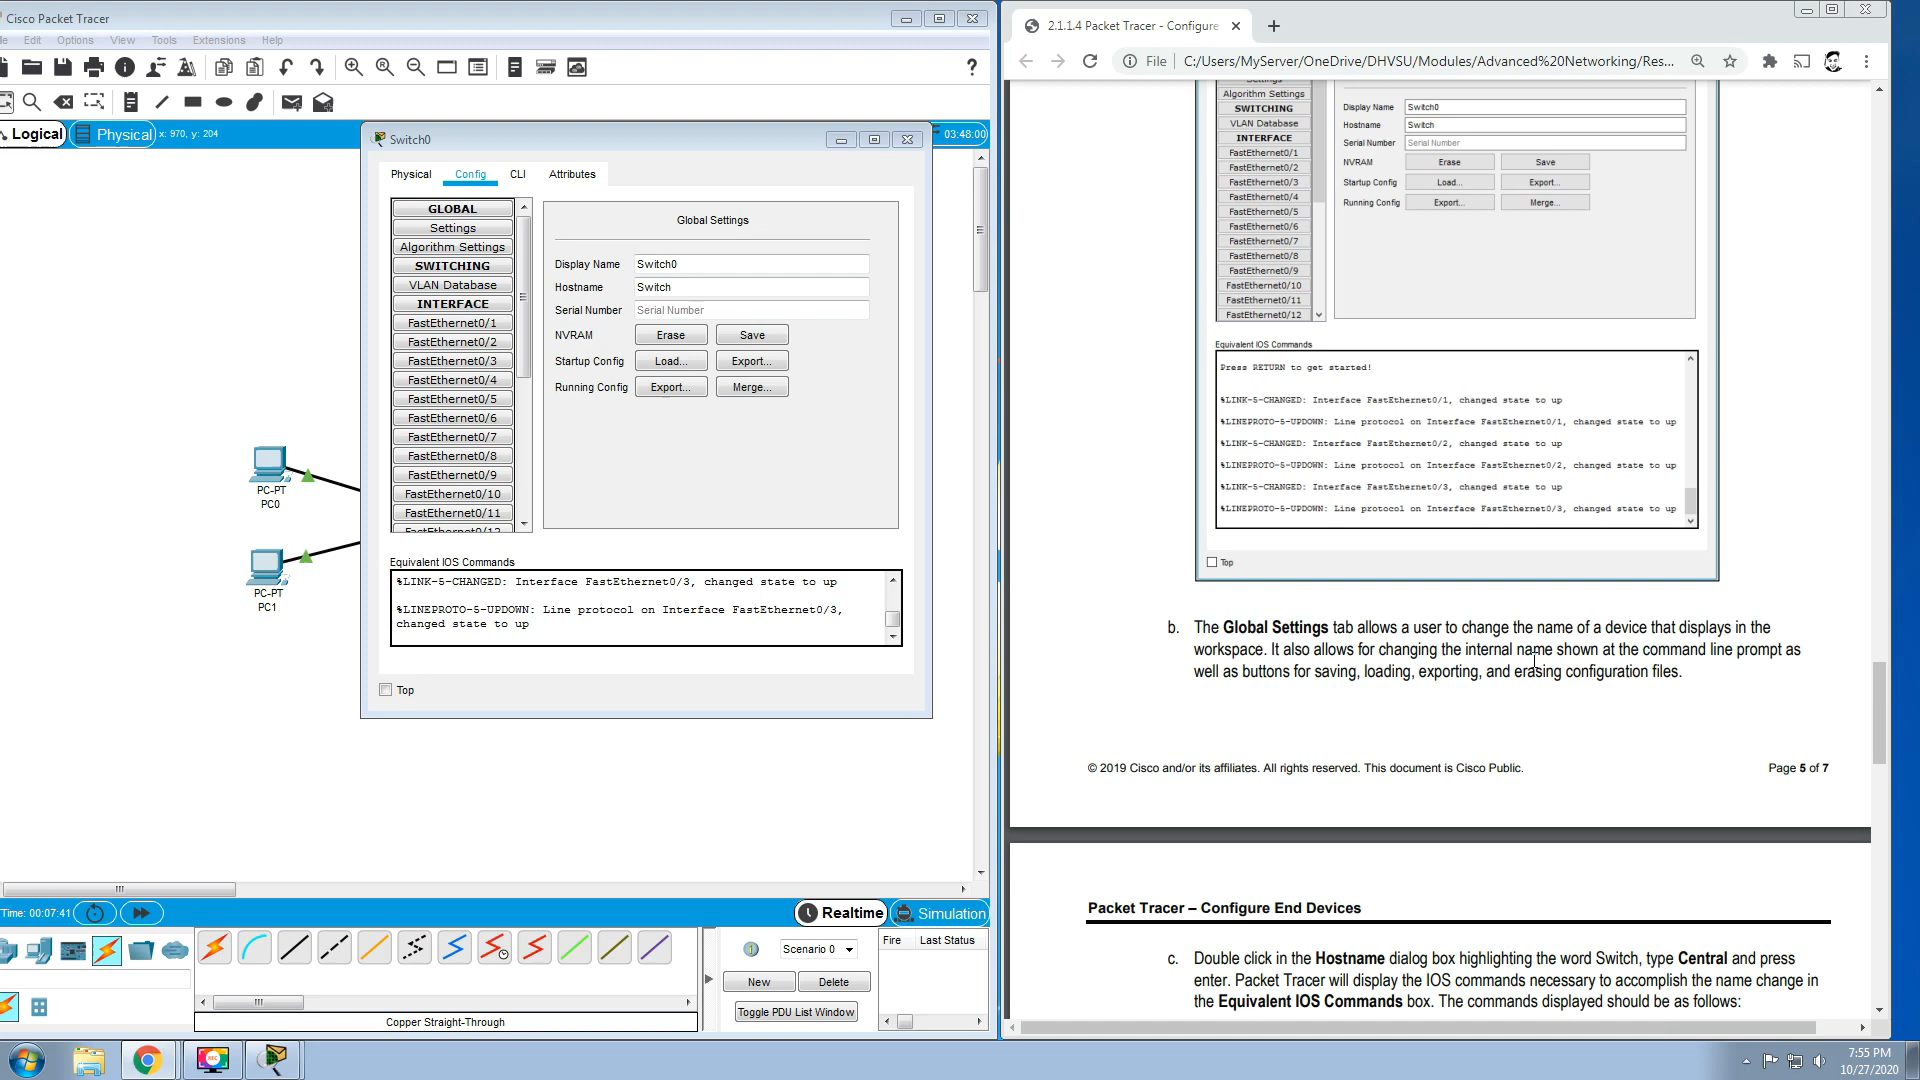 Cisco Packet Tracer
Edit Options View Tools Extensions Help
Logical
Physical x: 970, y: 204
03:48:00
PC-PT
PC0
PC-PT
PC1
Switch0
Physical Config CLI Attributes
GLOBAL
Settings
Algorithm Settings
SWITCHING
VLAN Database
INTERFACE
FastEthernet0/1
FastEthernet0/2
FastEthernet0/3
FastEthernet0/4
FastEthernet0/5
FastEthernet0/6
FastEthernet0/7
FastEthernet0/8
FastEthernet0/9
FastEthernet0/10
FastEthernet0/11
FastEthernet0/12
Global Settings
Display Name Switch0
Hostname Switch
Serial Number Serial Number
NVRAM Erase Save
Startup Config Load... Export...
Running Config Export... Merge...
Equivalent IOS Commands
%LINK-5-CHANGED: Interface FastEthernet0/3, changed state to up
%LINEPROTO-5-UPDOWN: Line protocol on Interface FastEthernet0/3,
changed state to up
Top
Time: 00:07:41
Realtime
Simulation
Scenario 0
New Delete
Toggle PDU List Window
Fire Last Status
Copper Straight-Through
2.1.1.4 Packet Tracer - Configure
File C:/Users/MyServer/OneDrive/DHVSU/Modules/Advanced%20Networking/Res...
Settings
Algorithm Settings
SWITCHING
VLAN Database
INTERFACE
FastEthernet0/1
FastEthernet0/2
FastEthernet0/3
FastEthernet0/4
FastEthernet0/5
FastEthernet0/6
FastEthernet0/7
FastEthernet0/8
FastEthernet0/9
FastEthernet0/10
FastEthernet0/11
FastEthernet0/12
Display Name Switch0
Hostname Switch
Serial Number Serial Number
NVRAM Erase Save
Startup Config Load... Export...
Running Config Export... Merge...
Equivalent IOS Commands
Press RETURN to get started!
%LINK-5-CHANGED: Interface FastEthernet0/1, changed state to up
%LINEPROTO-5-UPDOWN: Line protocol on Interface FastEthernet0/1, changed state to up
%LINK-5-CHANGED: Interface FastEthernet0/2, changed state to up
%LINEPROTO-5-UPDOWN: Line protocol on Interface FastEthernet0/2, changed state to up
%LINK-5-CHANGED: Interface FastEthernet0/3, changed state to up
%LINEPROTO-5-UPDOWN: Line protocol on Interface FastEthernet0/3, changed state to up
Top
b. The Global Settings tab allows a user to change the name of a device that displays in the
workspace. It also allows for changing the internal name shown at the command line prompt as
well as buttons for saving, loading, exporting, and erasing configuration files.
© 2019 Cisco and/or its affiliates. All rights reserved. This document is Cisco Public. Page 5 of 7
Packet Tracer – Configure End Devices
c. Double click in the Hostname dialog box highlighting the word Switch, type Central and press
enter. Packet Tracer will display the IOS commands necessary to accomplish the name change in
the Equivalent IOS Commands box. The commands displayed should be as follows:
REC
7:55 PM
10/27/2020